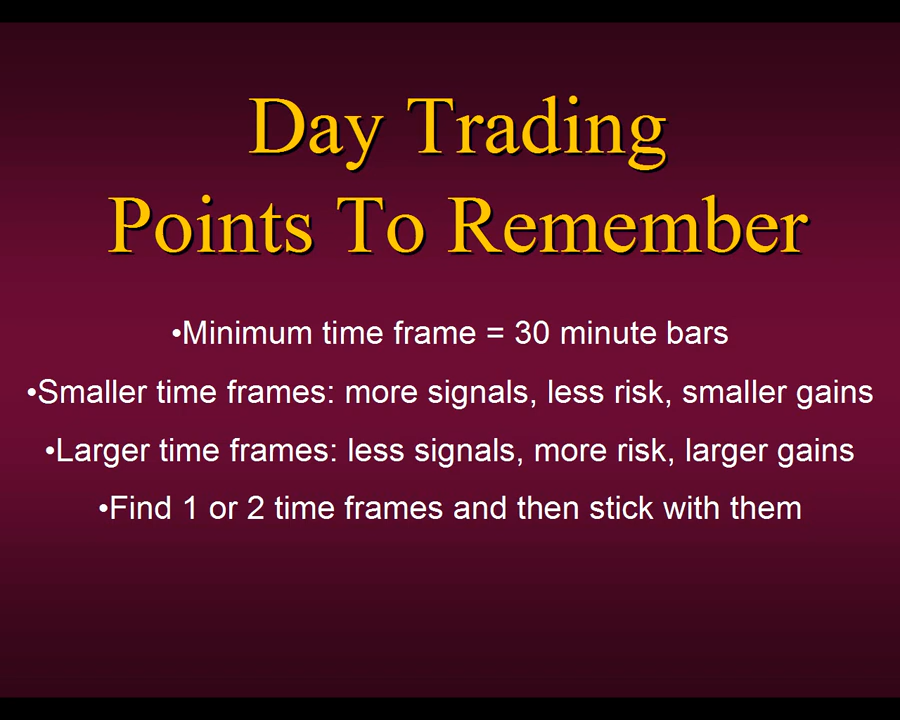 Day Trading
Points To Remember
•Minimum time frame = 30 minute bars
•Smaller time frames: more signals, less risk, smaller gains
•Larger time frames: less signals, more risk, larger gains
•Find 1 or 2 time frames and then stick with them